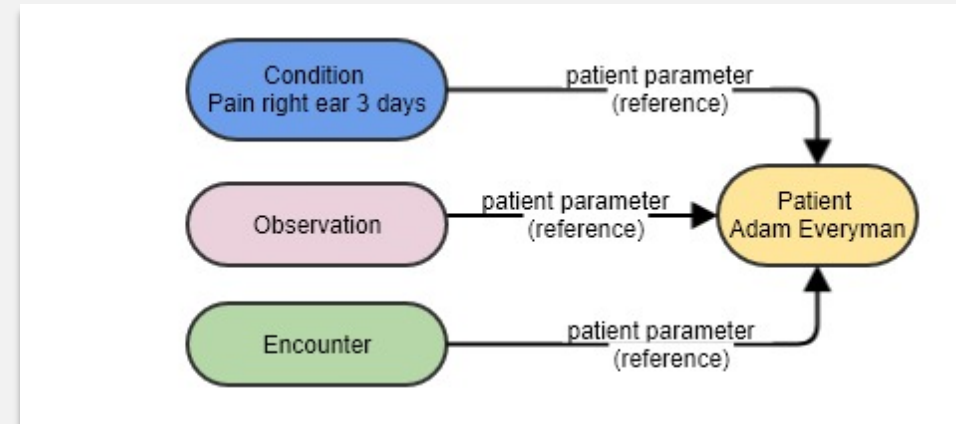 Condition
Pain right ear 3 days
patient parameter
(reference)
Observation
patient parameter
(reference)
Patient
Adam Everyman
Encounter
patient parameter
(reference)